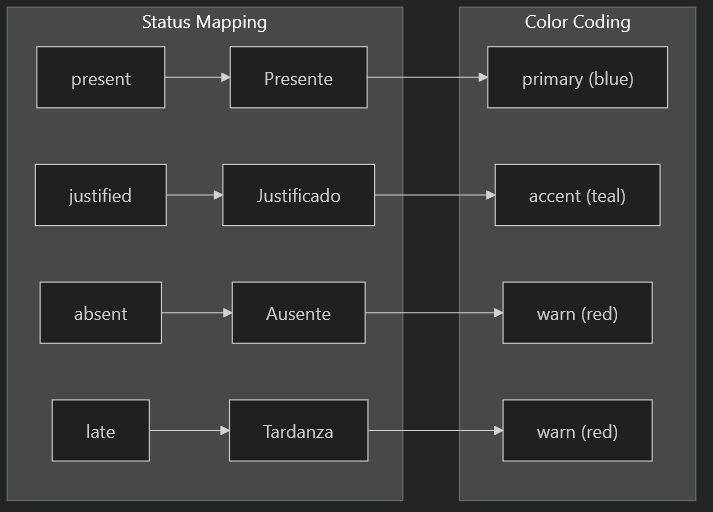 Status Mapping
Color Coding
present
Presente
primary (blue)
justified
Justificado
accent (teal)
absent
Ausente
warn (red)
late
Tardanza
warn (red)